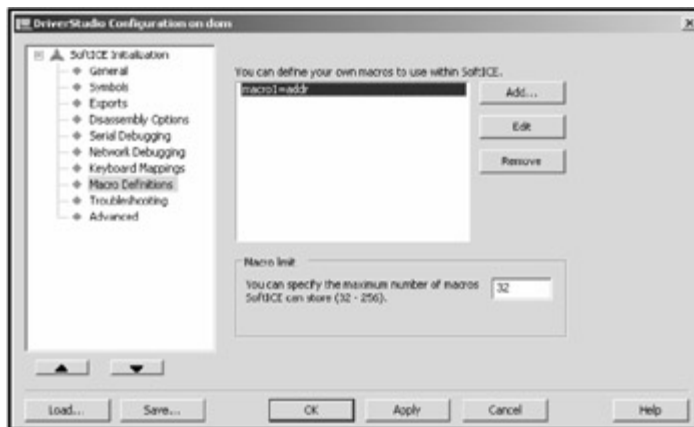 DriverStudio Configuration on dom
SoftICE Initialization
General
Symbols
Exports
Disassembly Options
Serial Debugging
Network Debugging
Keyboard Mappings
Macro Definitions
Troubleshooting
Advanced
You can define your own macros to use within SoftICE.
macro1=addr
Add...
Edit
Remove
Macro limit
You can specify the maximum number of macros
SoftICE can store (32 - 256).
32
Load...
Save...
OK
Apply
Cancel
Help